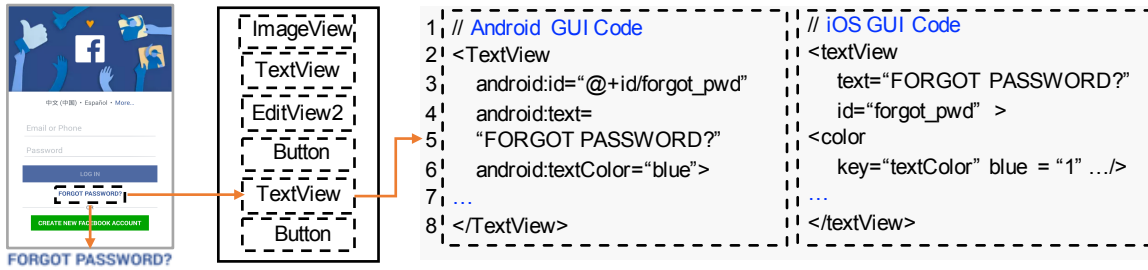 f
中文 (中国) • Español • More...
Email or Phone
Password
LOG IN
FORGOT PASSWORD?
OR
CREATE NEW FACEBOOK ACCOUNT
FORGOT PASSWORD?
ImageView
TextView
EditView2
Button
TextView
Button
1 // Android GUI Code
2 <TextView
3 android:id=“@+id/forgot_pwd”
4 android:text=
5 “FORGOT PASSWORD?”
6 android:textColor=“blue”>
7 …
8 </TextView>
// iOS GUI Code
<textView
text=“FORGOT PASSWORD?”
id=“forgot_pwd” >
<color
key=“textColor” blue = “1” …/>
…
</textView>